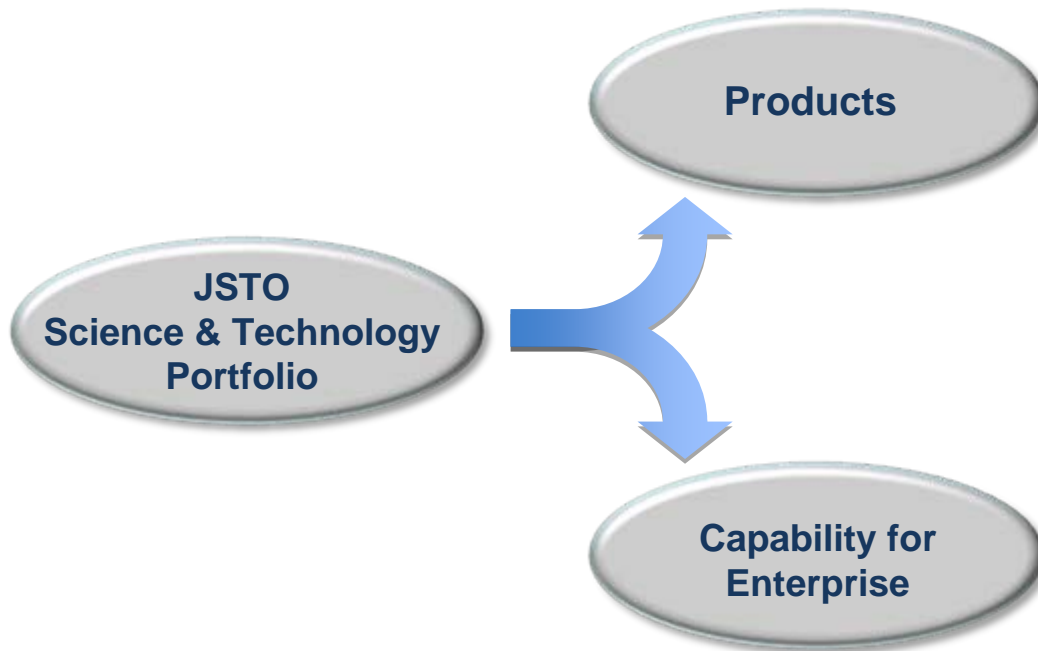 Products
JSTO
Science & Technology
Portfolio
Capability for
Enterprise